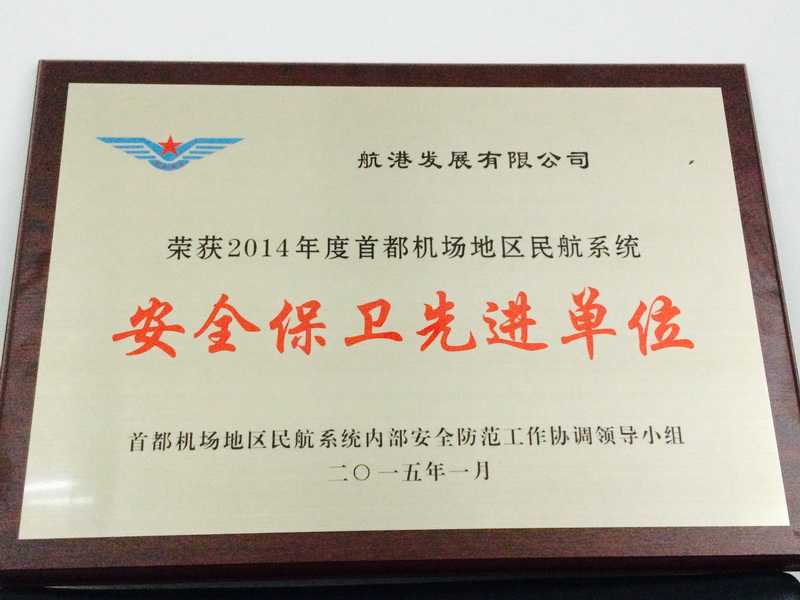 航港发展有限公司
荣获2014年度首都机场地区民航系统
安全保卫先进单位
首都机场地区民航系统内部安全防范工作协调领导小组
二〇一五年一月